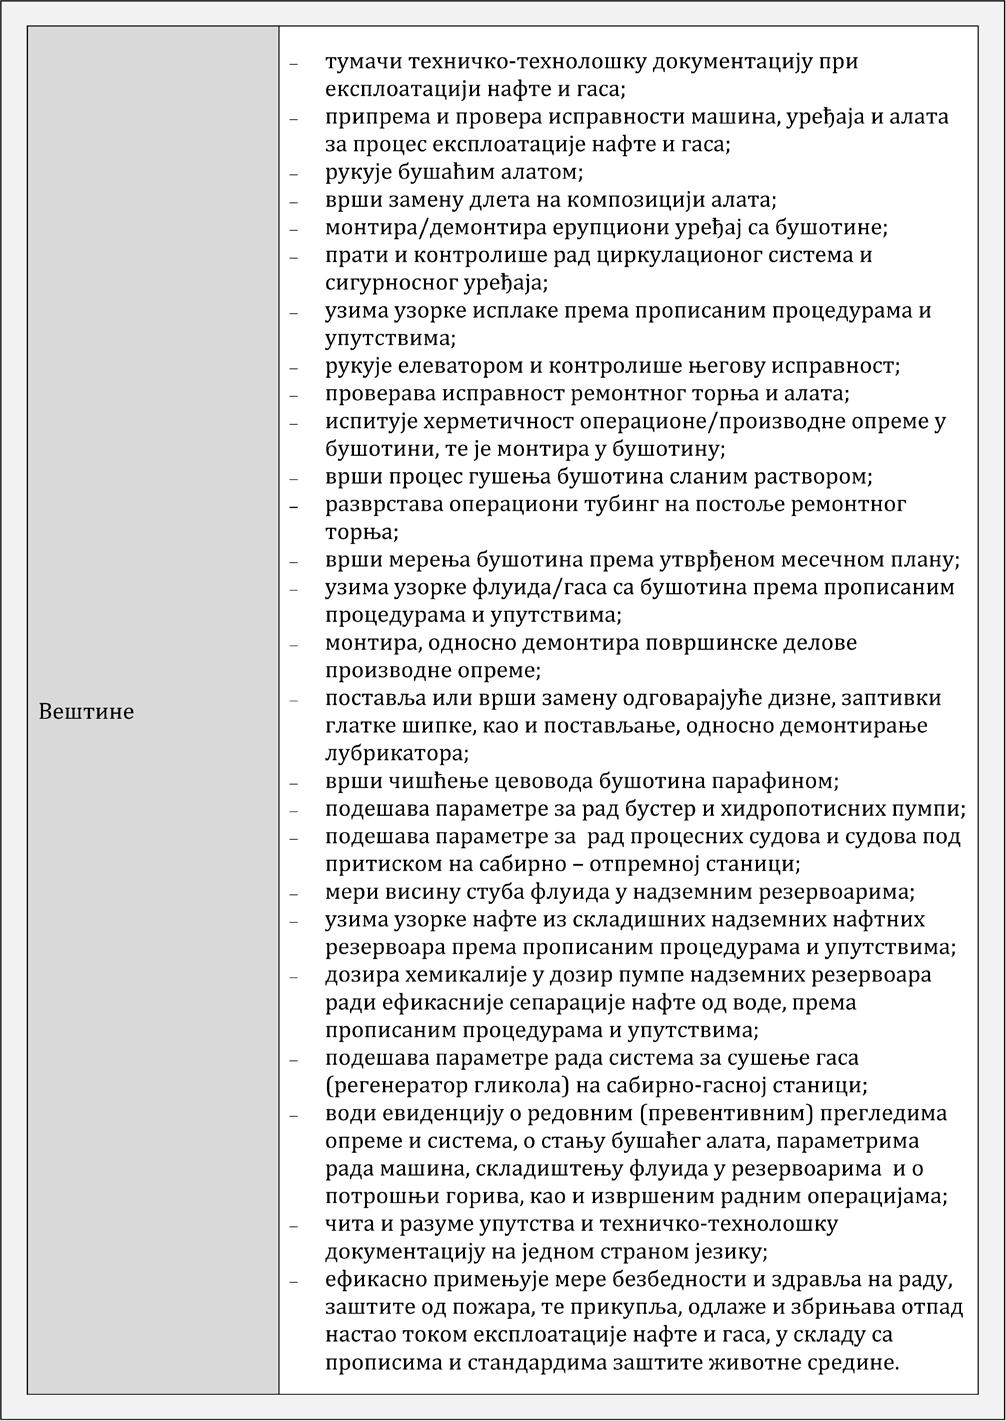 Вештине
– тумачи техничко-технолошку документацију при
експлоатацији нафте и гаса;
– припрема и провера исправности машина, уређаја и алата
за процес експлоатације нафте и гаса;
– рукује бушаћим алатом;
– врши замену длета на композицији алата;
– монтира/демонтира ерупциони уређај са бушотине;
– прати и контролише рад циркулационог система и
сигурносног уређаја;
– узима узорке исплаке према прописаним процедурама и
упутствима;
– рукује елеватором и контролише његову исправност;
– проверава исправност ремонтног торња и алата;
– испитује херметичност операционе/производне опреме у
бушотини, те је монтира у бушотину;
– врши процес гушења бушотина сланим раствором;
– разврстава операциони тубинг на постоље ремонтног
торња;
– врши мерења бушотина према утврђеном месечном плану;
– узима узорке флуида/гаса са бушотина према прописаним
процедурама и упутствима;
– монтира, односно демонтира површинске делове
производне опреме;
– поставља или врши замену одговарајуће дизне, заптивки
глатке шипке, као и постављање, односно демонтирање
лубрикатора;
– врши чишћење цевовода бушотина парафином;
– подешава параметре за рад бустер и хидропотисних пумпи;
– подешава параметре за  рад процесних судова и судова под
притиском на сабирно – отпремној станици;
– мери висину стуба флуида у надземним резервоарима;
– узима узорке нафте из складишних надземних нафтних
резервоара према прописаним процедурама и упутствима;
– дозира хемикалије у дозир пумпе надземних резервоара
ради ефикасније сепарације нафте од воде, према
прописаним процедурама и упутствима;
– подешава параметре рада система за сушење гаса
(регенератор гликола) на сабирно-гасној станици;
– води евиденцију о редовним (превентивним) прегледима
опреме и система, о стању бушаћег алата, параметрима
рада машина, складиштењу флуида у резервоарима  и о
потрошњи горива, као и извршеним радним операцијама;
– чита и разуме упутства и техничко-технолошку
документацију на једном страном језику;
– ефикасно примењује мере безбедности и здравља на раду,
заштите од пожара, те прикупља, одлаже и збрињава отпад
настао током експлоатације нафте и гаса, у складу са
прописима и стандардима заштите животне средине.